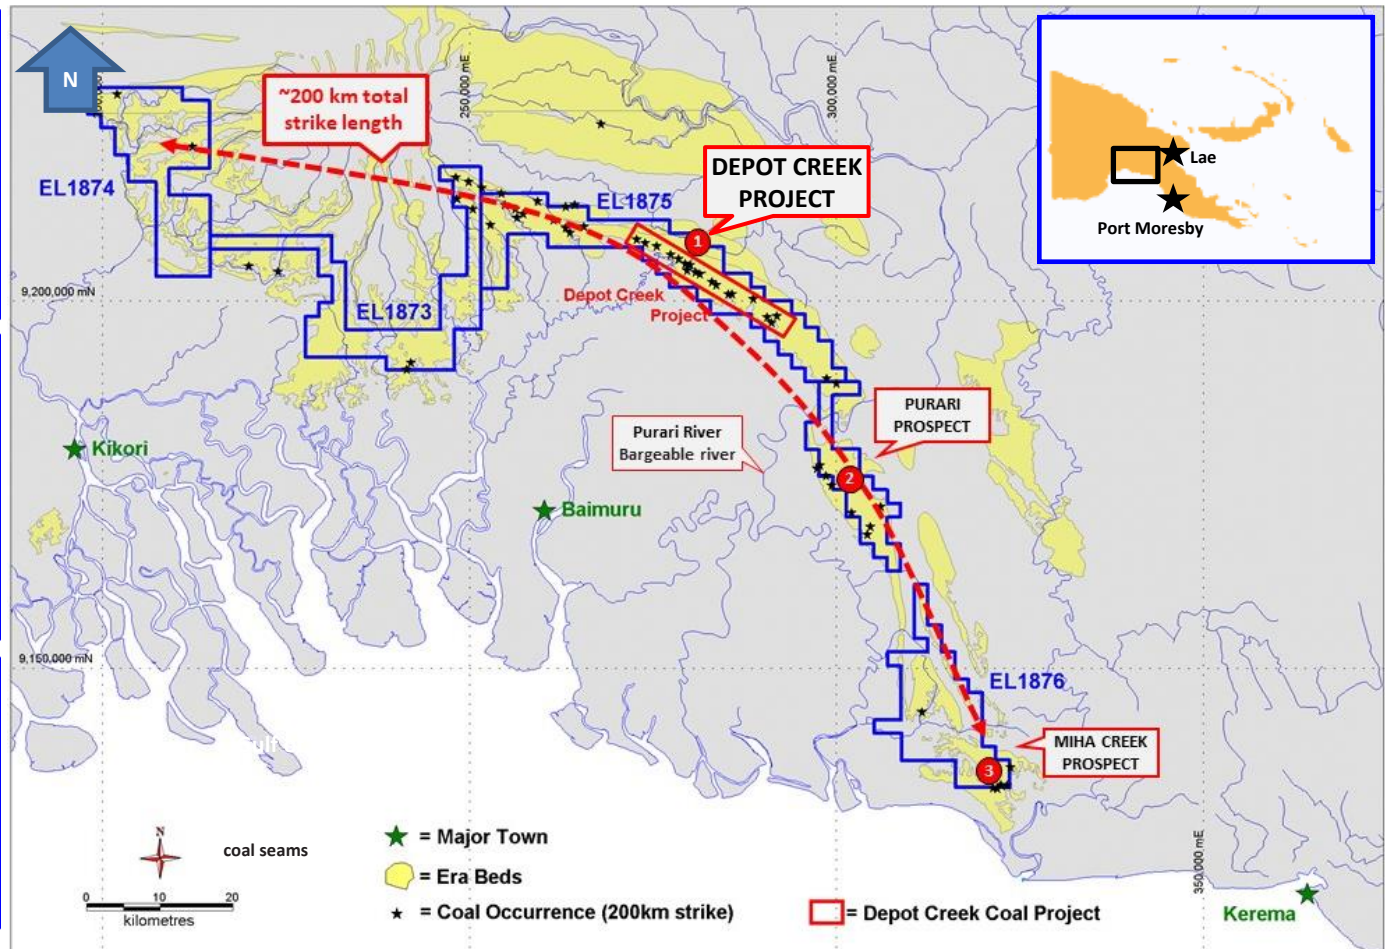 N
250,000 mE
300,000 mE
~200 km total
strike length
DEPOT CREEK
PROJECT
Lae
Port Moresby
EL1874
EL1875
1
9,200,000 mN
EL1873
Depot Creek
Project
PURARI
PROSPECT
Purari River
Bargeable river
Kikori
2
Baimuru
9,150,000 mN
EL1876
MIHA CREEK
PROSPECT
3
N
coal seams
= Major Town
= Era Beds
= Coal Occurrence (200km strike)
= Depot Creek Coal Project
0 10 20
kilometres
350,000 mE
Kerema